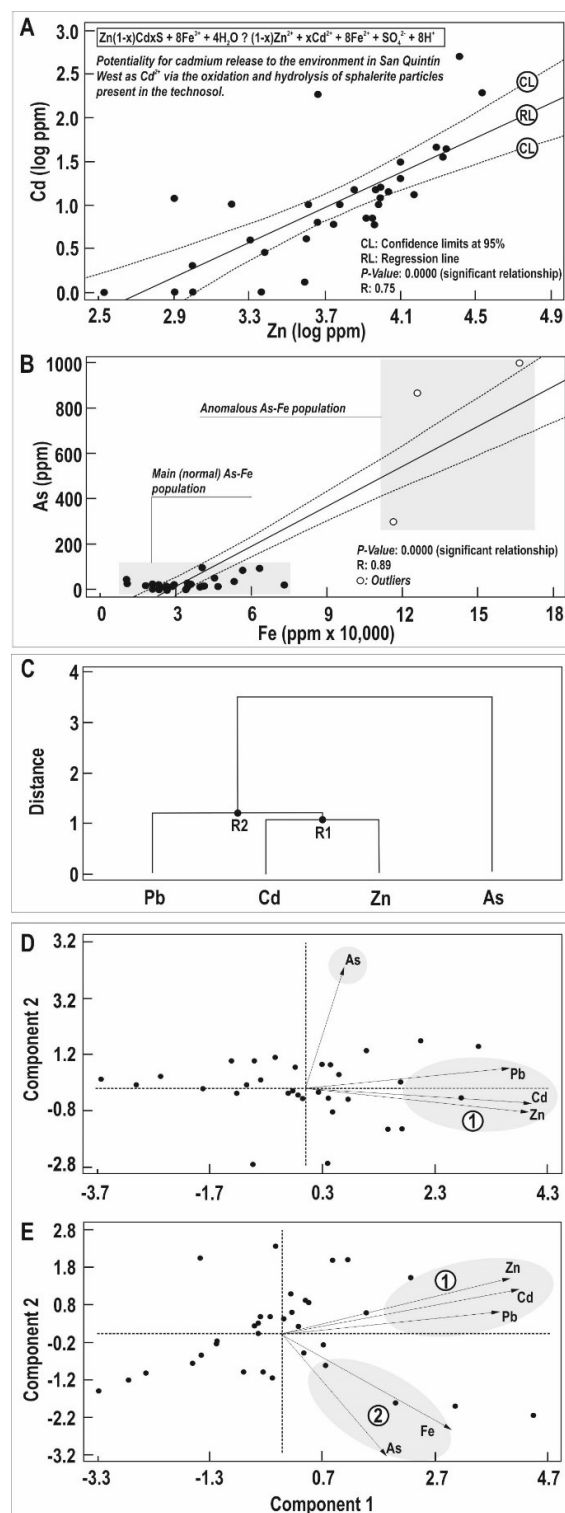 A
Zn(1-x)CdxS + 8Fe³⁺ + 4H₂O ? (1-x)Zn²⁺ + xCd²⁺ + 8Fe²⁺ + SO₄²⁻ + 8H⁺
Potentiality for cadmium release to the environment in San Quintín
West as Cd²⁺ via the oxidation and hydrolysis of sphalerite particles
present in the technosol.
CL
RL
CL
Cd (log ppm)
3.0
2.5
2.0
1.5
1.0
0.5
0.0
CL: Confidence limits at 95%
RL: Regression line
P-Value: 0.0000 (significant relationship)
R: 0.75
2.5 2.9 3.3 3.7 4.1 4.5 4.9
Zn (log ppm)
B
As (ppm)
1000
800
600
400
200
0
Anomalous As-Fe population
Main (normal) As-Fe
population
P-Value: 0.0000 (significant relationship)
R: 0.89
○: Outliers
0 3 6 9 12 15 18
Fe (ppm x 10,000)
C
Distance
4
3
2
1
0
R2
R1
Pb Cd Zn As
D
Component 2
3.2
3.2
1.2
-0.8
-2.8
As
Pb
Cd
Zn
1
-3.7 -1.7 0.3 2.3 4.3
E
Component 2
2.8
1.8
0.8
-0.2
-1.2
-2.2
-3.2
1
Zn
Cd
Pb
2
Fe
As
-3.3 -1.3 0.7 2.7 4.7
Component 1